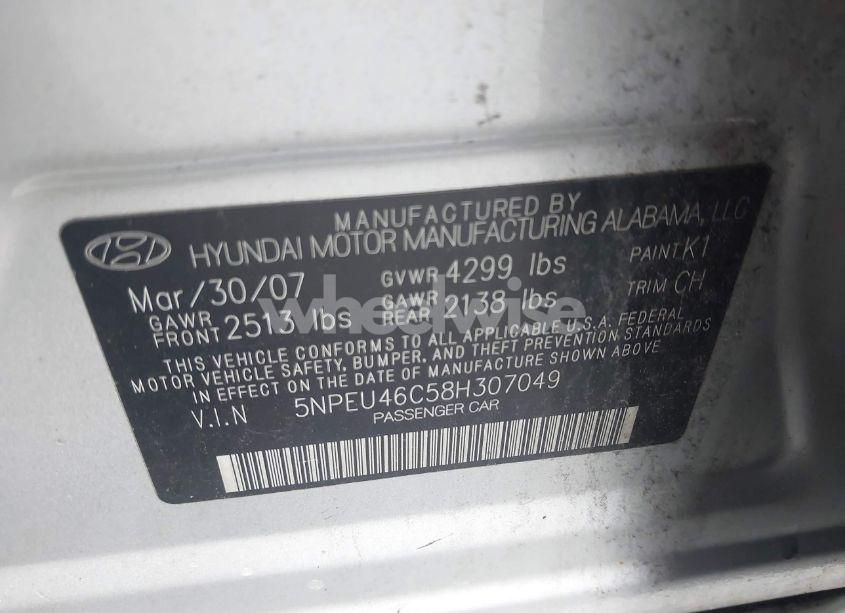 MANUFACTURED BY
HYUNDAI MOTOR MANUFACTURING ALABAMA, LLC
Mar/30/07 GVWR 4299 lbs PAINT K1
GAWR FRONT 2513 lbs GAWR REAR 2138 lbs TRIM CH
wheelwise
THIS VEHICLE CONFORMS TO ALL APPLICABLE U.S.A. FEDERAL
MOTOR VEHICLE SAFETY, BUMPER, AND THEFT PREVENTION STANDARDS
IN EFFECT ON THE DATE OF MANUFACTURE SHOWN ABOVE
V.I.N 5NPEU46C58H307049
PASSENGER CAR